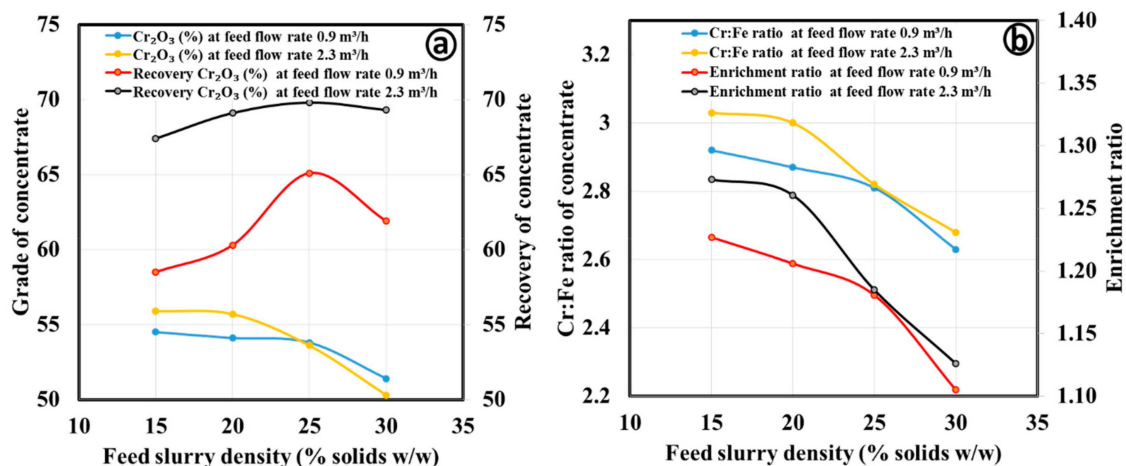 75
70
65
60
55
50
Grade of concentrate
Cr₂O₃ (%) at feed flow rate 0.9 m³/h
Cr₂O₃ (%) at feed flow rate 2.3 m³/h
Recovery Cr₂O₃ (%) at feed flow rate 0.9 m³/h
Recovery Cr₂O₃ (%) at feed flow rate 2.3 m³/h
a
75
70
65
60
55
50
Recovery of concentrate
10 15 20 25 30 35
Feed slurry density (% solids w/w)
3.2
3
2.8
2.6
2.4
2.2
Cr:Fe ratio of concentrate
Cr:Fe ratio at feed flow rate 0.9 m³/h
Cr:Fe ratio at feed flow rate 2.3 m³/h
Enrichment ratio at feed flow rate 0.9 m³/h
Enrichment ratio at feed flow rate 2.3 m³/h
b
1.40
1.35
1.30
1.25
1.20
1.15
1.10
Enrichment ratio
10 15 20 25 30 35
Feed slurry density (% solids w/w)